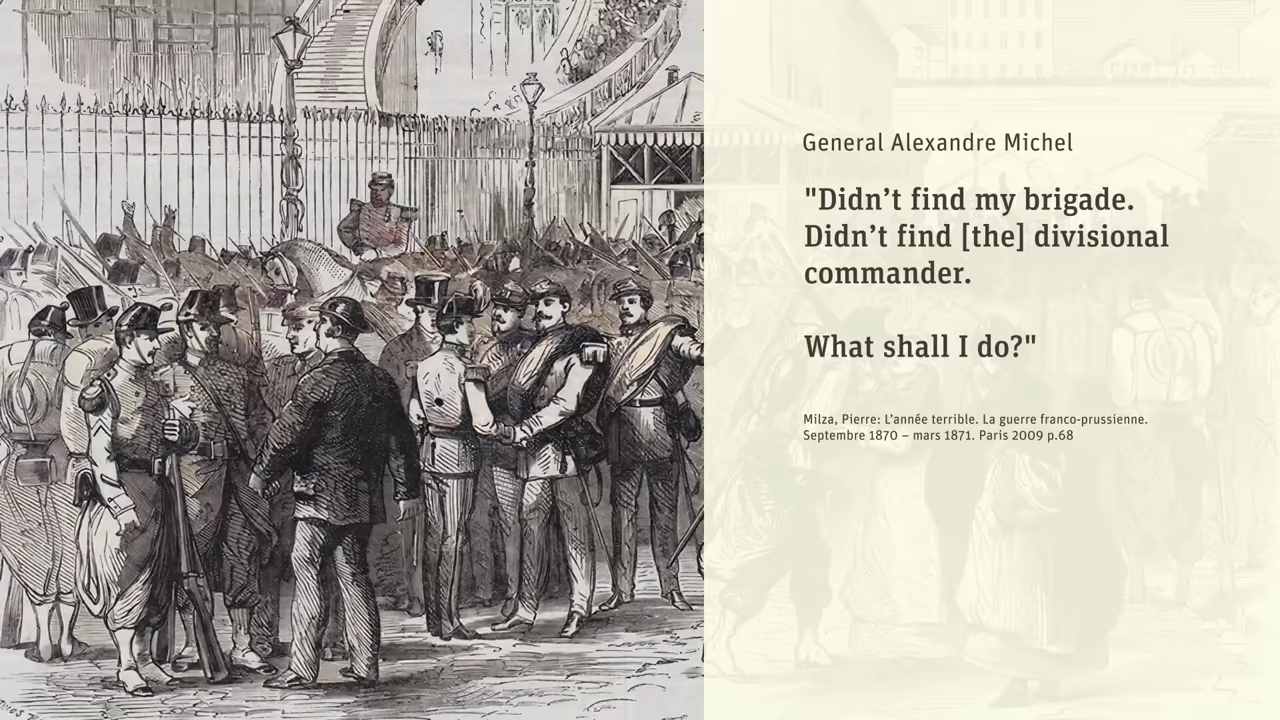 General Alexandre Michel
"Didn’t find my brigade.
Didn’t find [the] divisional
commander.
What shall I do?"
Milza, Pierre: L’année terrible. La guerre franco-prussienne.
Septembre 1870 – mars 1871. Paris 2009 p.68